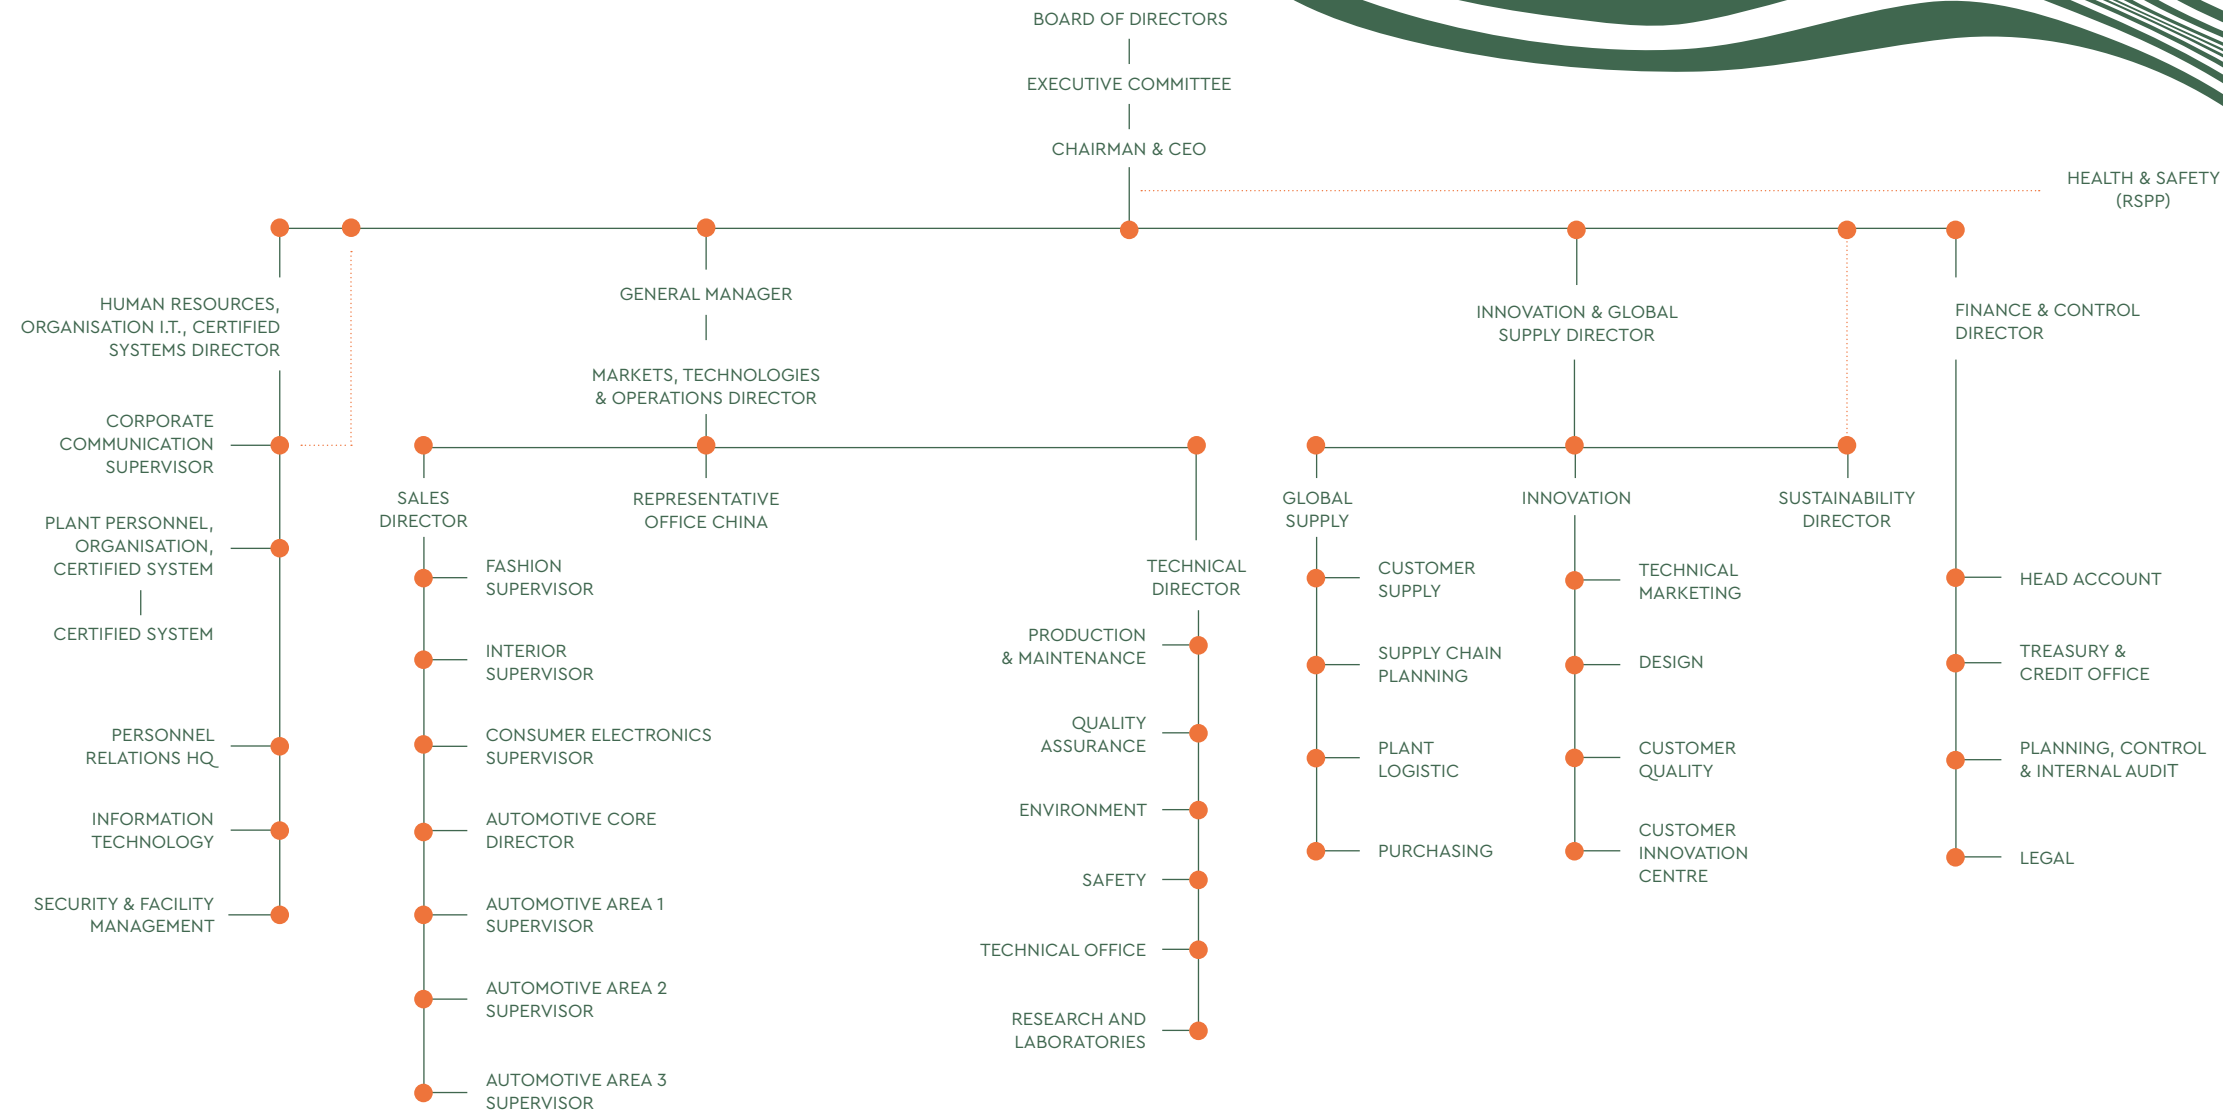 BOARD OF DIRECTORS
EXECUTIVE COMMITTEE
CHAIRMAN & CEO
HEALTH & SAFETY
(RSPP)
HUMAN RESOURCES,
ORGANISATION I.T., CERTIFIED
SYSTEMS DIRECTOR
CORPORATE
COMMUNICATION
SUPERVISOR
PLANT PERSONNEL,
ORGANISATION,
CERTIFIED SYSTEM
CERTIFIED SYSTEM
PERSONNEL
RELATIONS HQ
INFORMATION
TECHNOLOGY
SECURITY & FACILITY
MANAGEMENT
GENERAL MANAGER
MARKETS, TECHNOLOGIES
& OPERATIONS DIRECTOR
SALES
DIRECTOR
FASHION
SUPERVISOR
INTERIOR
SUPERVISOR
CONSUMER ELECTRONICS
SUPERVISOR
AUTOMOTIVE CORE
DIRECTOR
AUTOMOTIVE AREA 1
SUPERVISOR
AUTOMOTIVE AREA 2
SUPERVISOR
AUTOMOTIVE AREA 3
SUPERVISOR
REPRESENTATIVE
OFFICE CHINA
TECHNICAL
DIRECTOR
PRODUCTION
& MAINTENANCE
QUALITY
ASSURANCE
ENVIRONMENT
SAFETY
TECHNICAL OFFICE
RESEARCH AND
LABORATORIES
INNOVATION & GLOBAL
SUPPLY DIRECTOR
GLOBAL
SUPPLY
CUSTOMER
SUPPLY
SUPPLY CHAIN
PLANNING
PLANT
LOGISTIC
PURCHASING
INNOVATION
TECHNICAL
MARKETING
DESIGN
CUSTOMER
QUALITY
CUSTOMER
INNOVATION
CENTRE
SUSTAINABILITY
DIRECTOR
FINANCE & CONTROL
DIRECTOR
HEAD ACCOUNT
TREASURY &
CREDIT OFFICE
PLANNING, CONTROL
& INTERNAL AUDIT
LEGAL